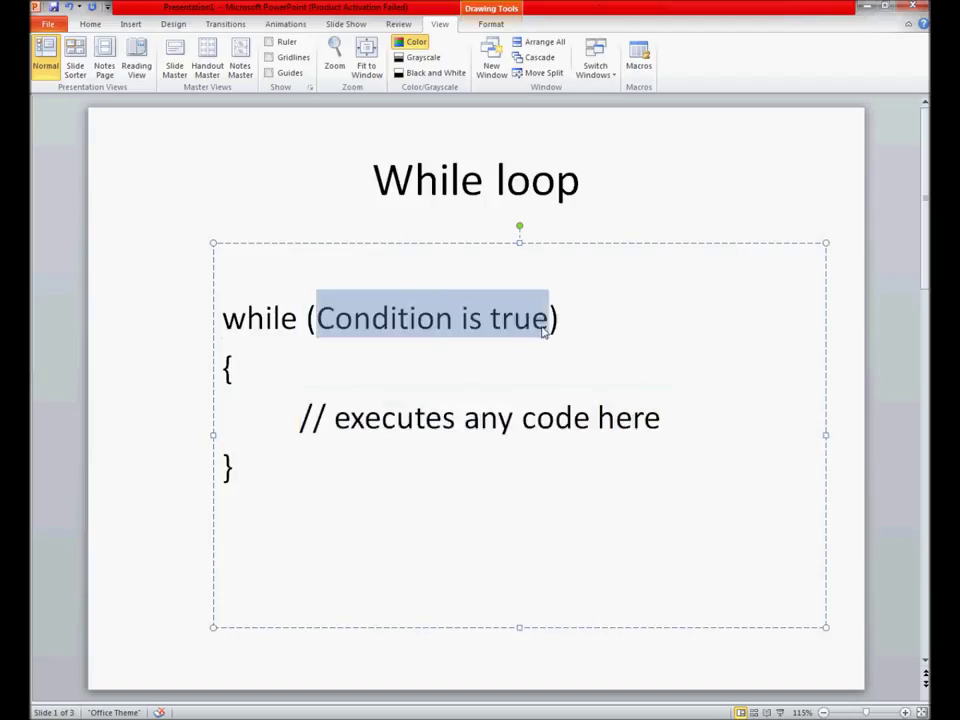 Presentation1 - Microsoft PowerPoint (Product Activation Failed)
Drawing Tools
File Home Insert Design Transitions Animations Slide Show Review View Format
Normal
Slide Sorter
Notes Page
Reading View
Presentation Views
Slide Master
Handout Master
Notes Master
Master Views
Ruler
Gridlines
Guides
Show
Zoom
Fit to Window
Zoom
Color
Grayscale
Black and White
Color/Grayscale
New Window
Arrange All
Cascade
Move Split
Switch Windows
Window
Macros
Macros
While loop
while (Condition is true)
{
// executes any code here
}
Slide 1 of 3 "Office Theme" 115%